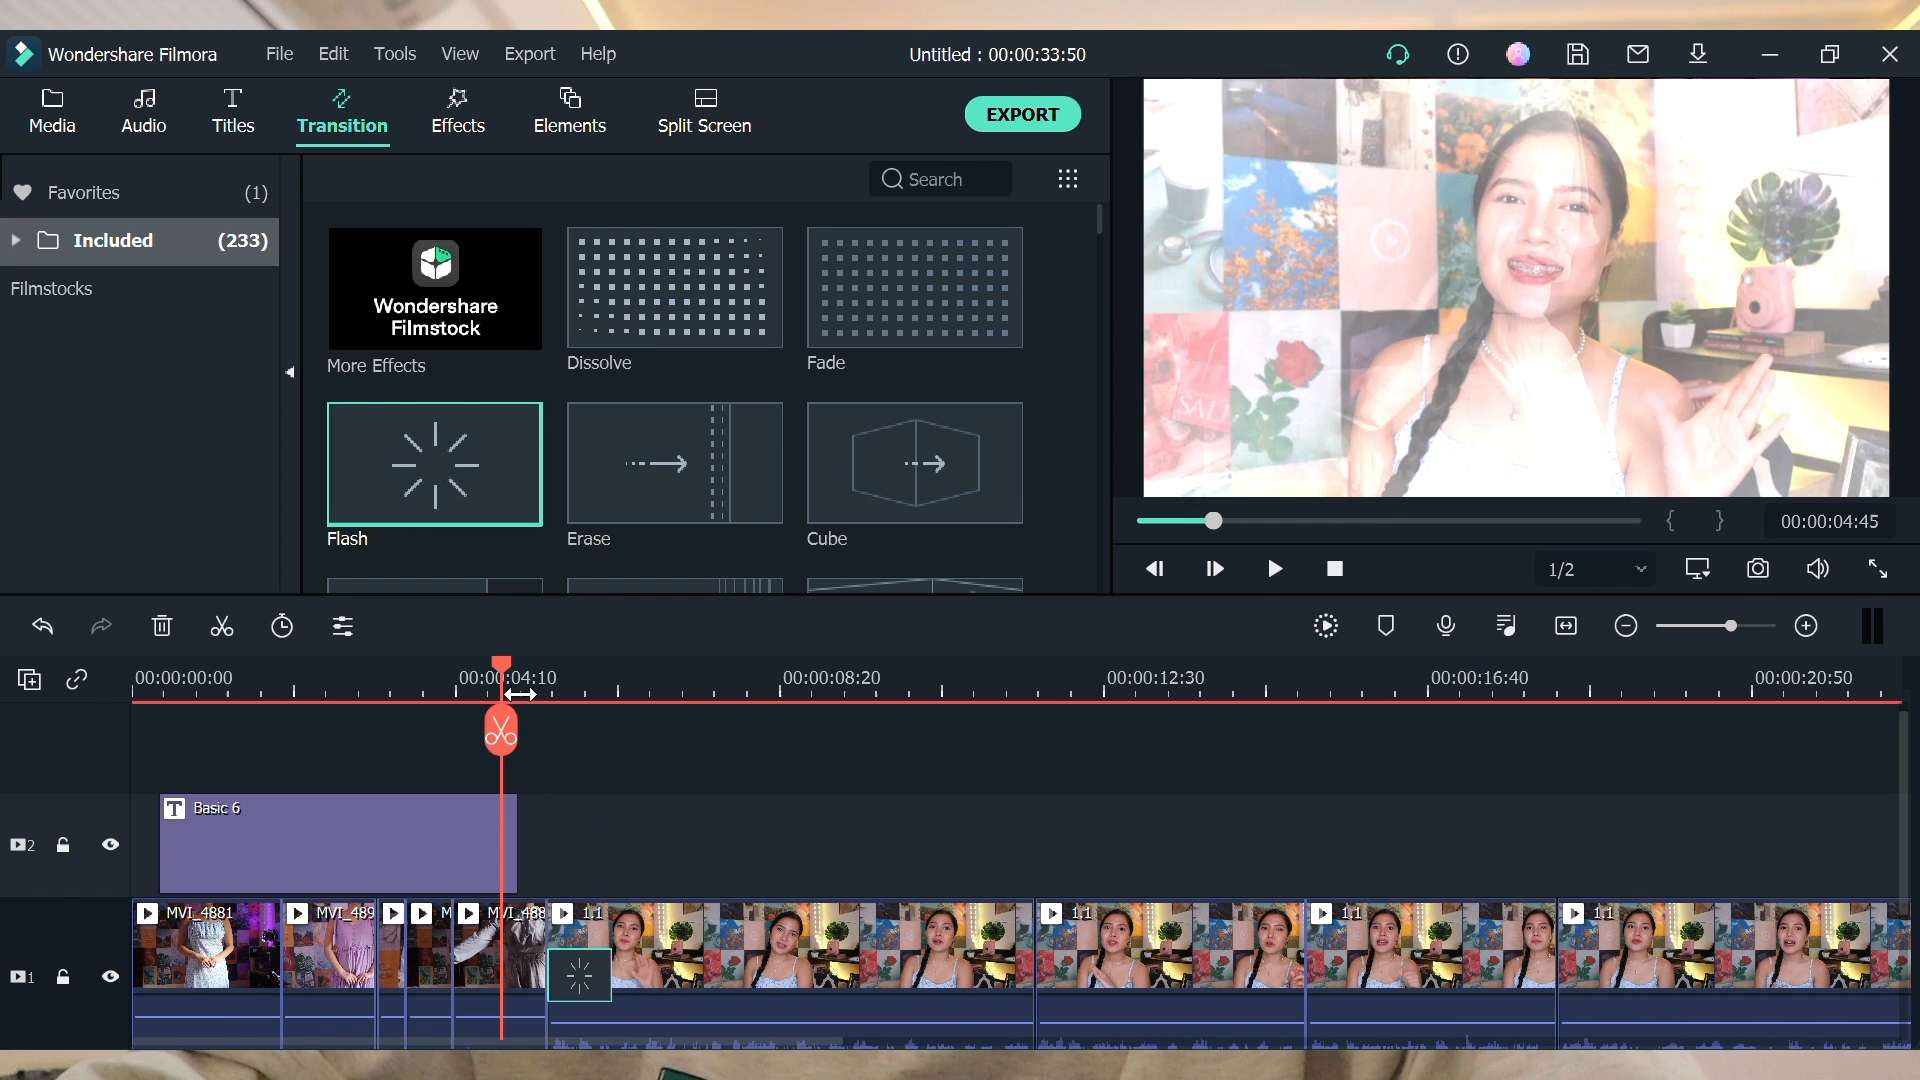 Wondershare Filmora File Edit Tools View Export Help Untitled : 00:00:33:50
Media Audio Titles Transition Effects Elements Split Screen EXPORT
Favorites (1)
Included (233)
Filmstocks
Search
Wondershare
Filmstock
More Effects Dissolve Fade
Flash Erase Cube
SALE
{ } 00:00:04:45
1/2
00:00:00:00 00:00:04:10 00:00:08:20 00:00:12:30 00:00:16:40 00:00:20:50
T Basic 6
2
MVI_4881 MVI_489 M MVI_488 1.1 1.1 1.1 1.1
1